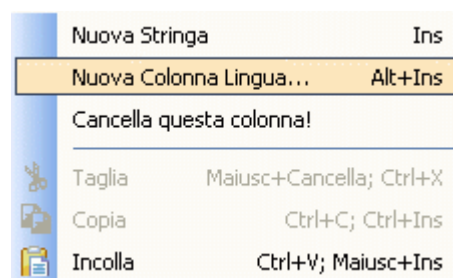 Nuova Stringa Ins
Nuova Colonna Lingua... Alt+Ins
Cancella questa colonna!
Taglia Maiusc+Cancella; Ctrl+X
Copia Ctrl+C; Ctrl+Ins
Incolla Ctrl+V; Maiusc+Ins